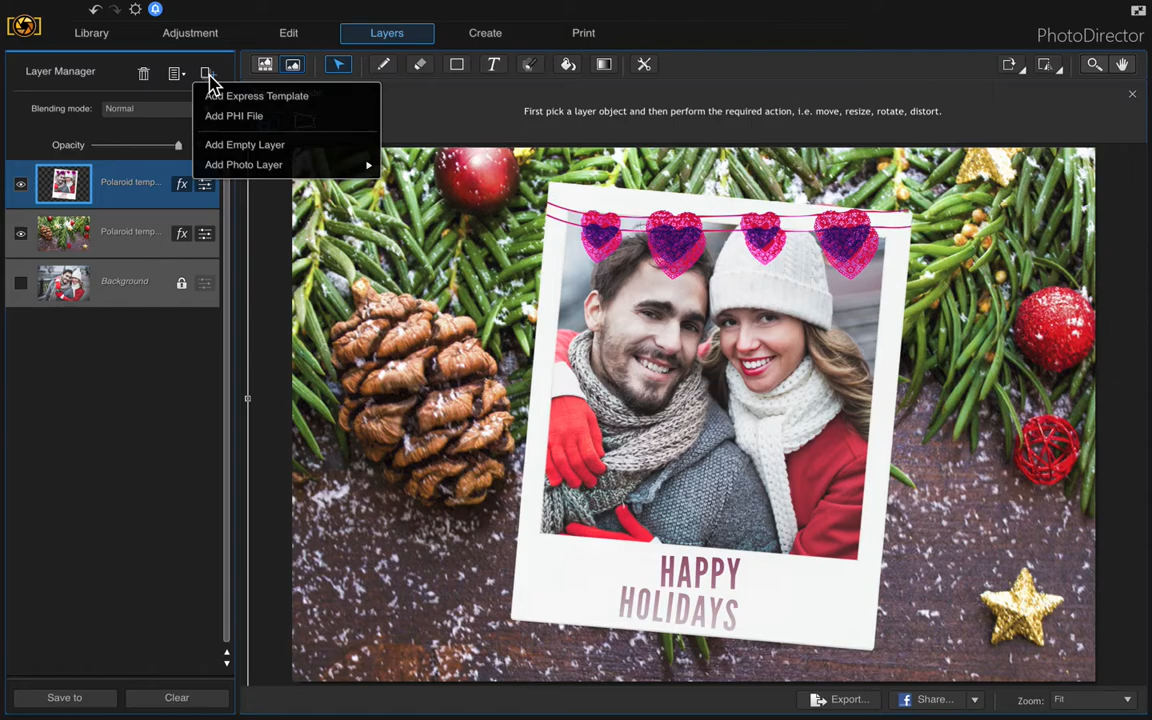 Library Adjustment Edit Layers Create Print
PhotoDirector
Layer Manager
Add Express Template
First pick a layer object and then perform the required action, i.e. move, resize, rotate, distort.
Blending mode: Normal
Add PHI File
Opacity
Add Empty Layer
Add Photo Layer
Polaroid temp... fx
Polaroid temp... fx
Background
HAPPY
HOLIDAYS
Save to Clear
Export... Share... Zoom: Fit